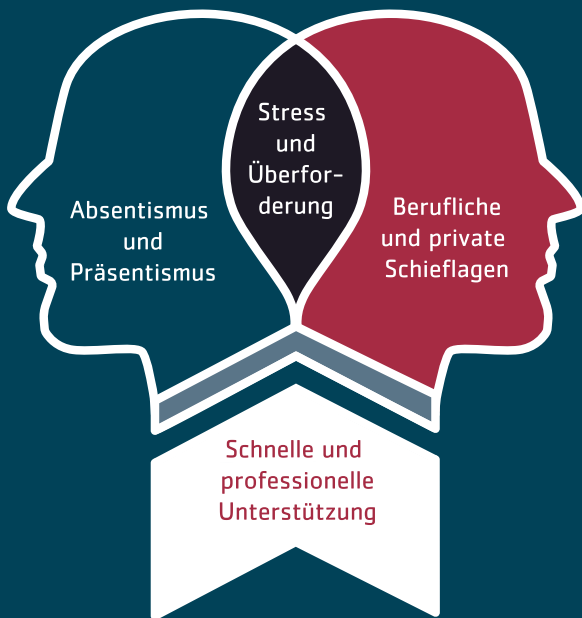 Stress
und
Überfor-
derung
Absentismus
und
Präsentismus
Berufliche
und private
Schieflagen
Schnelle und
professionelle
Unterstützung